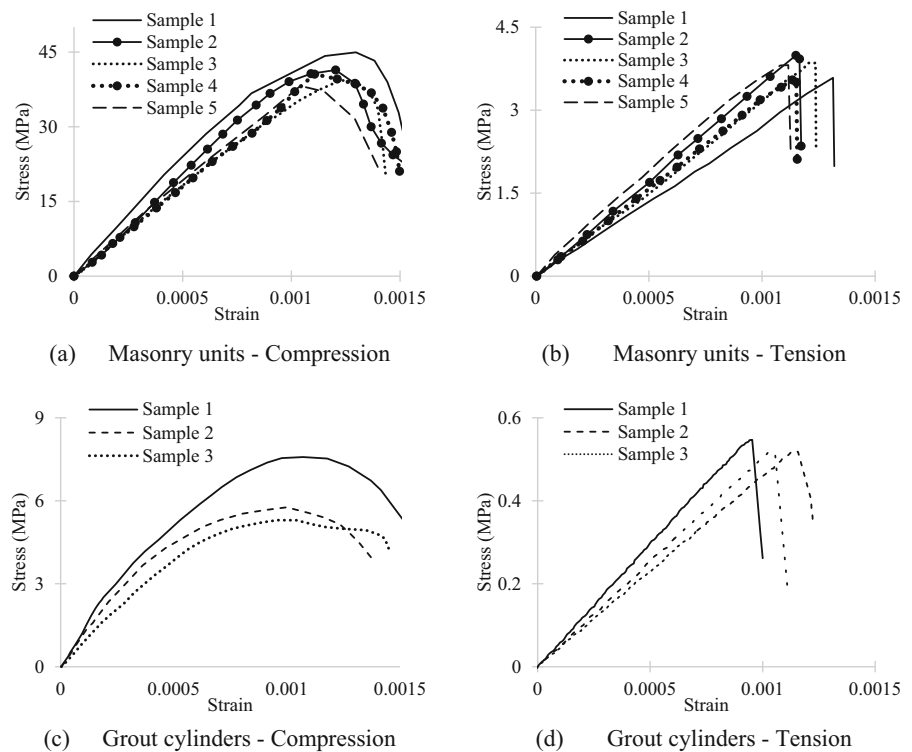 Sample 1
Sample 2
Sample 3
Sample 4
Sample 5
45
30
15
0
Stress (MPa)
0
0.0005
0.001
0.0015
Strain
(a) Masonry units - Compression
Sample 1
Sample 2
Sample 3
Sample 4
Sample 5
4.5
3
1.5
0
Stress (MPa)
0
0.0005
0.001
0.0015
Strain
(b) Masonry units - Tension
Sample 1
Sample 2
Sample 3
9
6
3
0
Stress (MPa)
0
0.0005
0.001
0.0015
Strain
(c) Grout cylinders - Compression
Sample 1
Sample 2
Sample 3
0.6
0.4
0.2
0
Stress (MPa)
0
0.0005
0.001
0.0015
Strain
(d) Grout cylinders - Tension